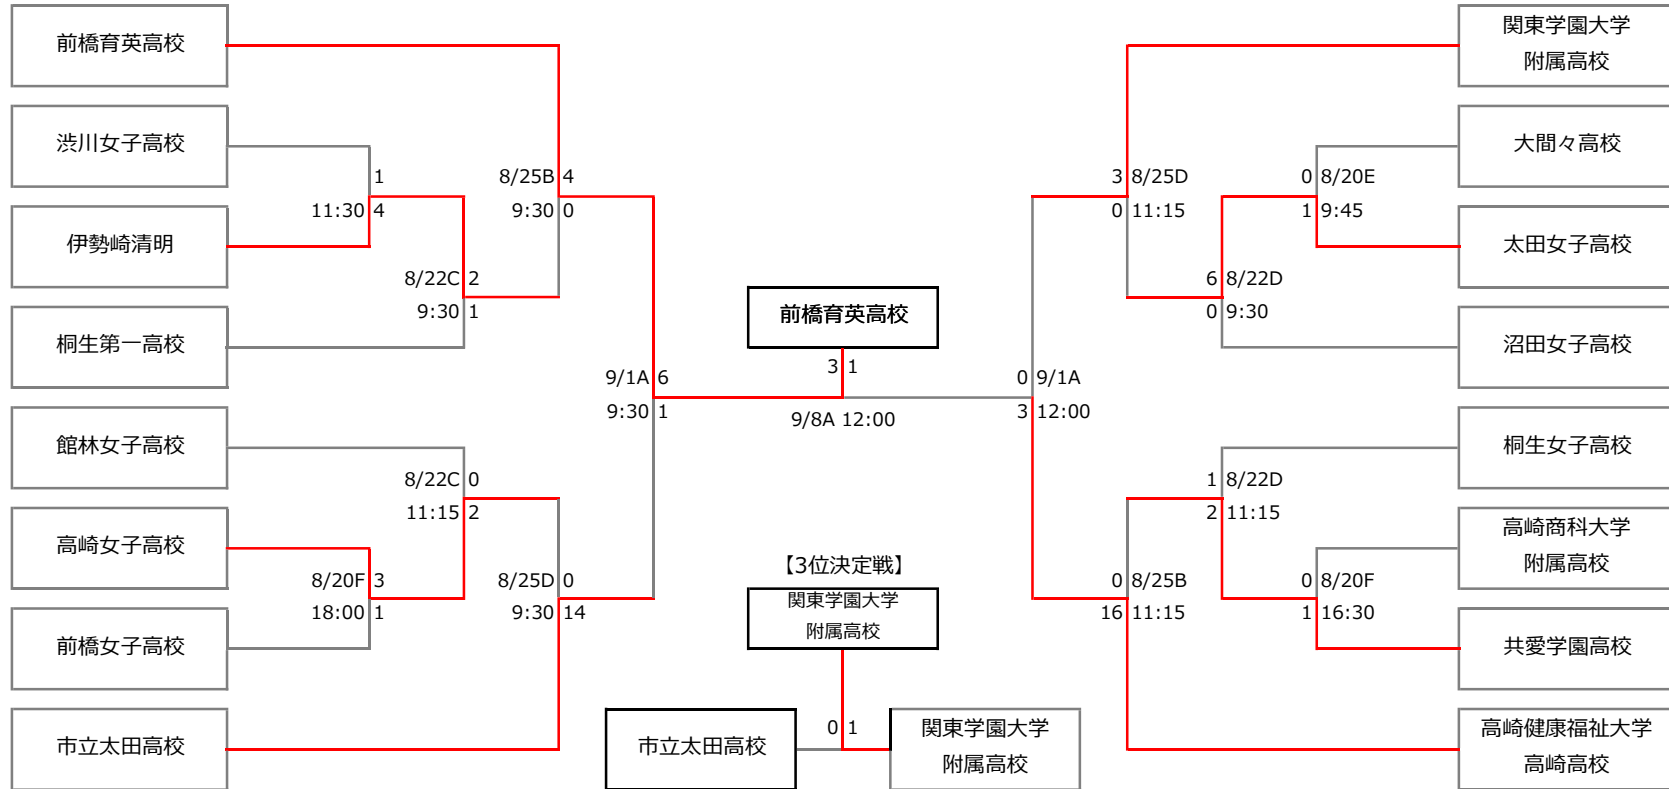 前橋育英高校
渋川女子高校
伊勢崎清明
桐生第一高校
館林女子高校
高崎女子高校
前橋女子高校
市立太田高校
1
11:30 4
8/22C 2
9:30 1
8/25B 4
9:30 0
8/22C 0
11:15 2
8/20F 3
18:00 1
8/25D 0
9:30 14
9/1A 6
9:30 1
前橋育英高校
3 1
9/8A 12:00
【3位決定戦】
関東学園大学
附属高校
0 1
市立太田高校
関東学園大学
附属高校
0 9/1A
3 12:00
3 8/25D
0 11:15
0 8/20E
1 9:45
6 8/22D
0 9:30
1 8/22D
2 11:15
0 8/25B
16 11:15
0 8/20F
1 16:30
関東学園大学
附属高校
大間々高校
太田女子高校
沼田女子高校
桐生女子高校
高崎商科大学
附属高校
共愛学園高校
高崎健康福祉大学
高崎高校